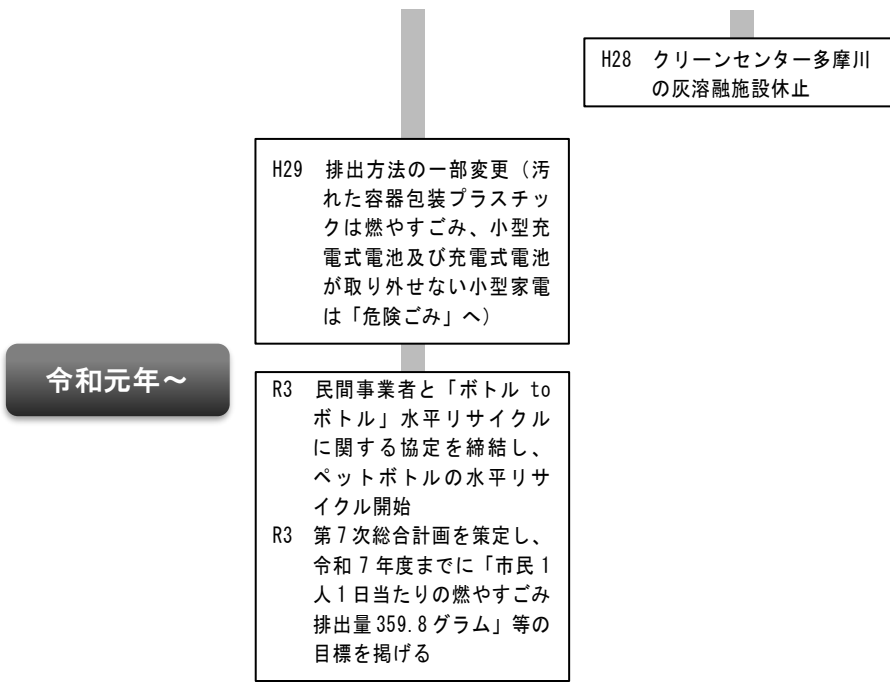 H28 クリーンセンター多摩川
の灰溶融施設休止
H29 排出方法の一部変更（汚
れた容器包装プラスチッ
クは燃やすごみ、小型充
電式電池及び充電式電池
が取り外せない小型家電
は「危険ごみ」へ）
令和元年～
R3 民間事業者と「ボトル to
ボトル」水平リサイクル
に関する協定を締結し、
ペットボトルの水平リサ
イクル開始
R3 第7次総合計画を策定し、
令和7年度までに「市民1
人1日当たりの燃やすごみ
排出量359.8グラム」等の
目標を掲げる